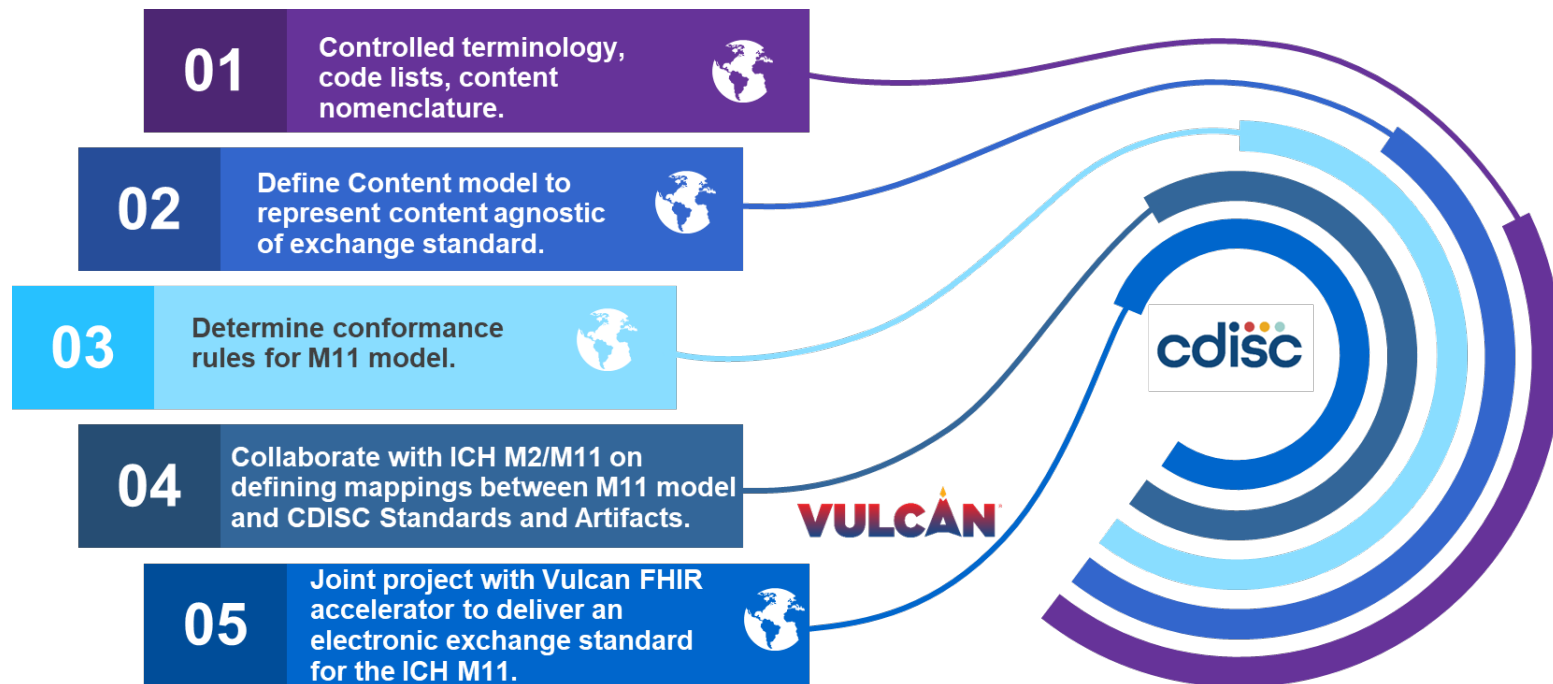 01
Controlled terminology,
code lists, content
nomenclature.
02
Define Content model to
represent content agnostic
of exchange standard.
03
Determine conformance
rules for M11 model.
04
Collaborate with ICH M2/M11 on
defining mappings between M11 model
and CDISC Standards and Artifacts.
05
Joint project with Vulcan FHIR
accelerator to deliver an
electronic exchange standard
for the ICH M11.
VULCAN
cdisc